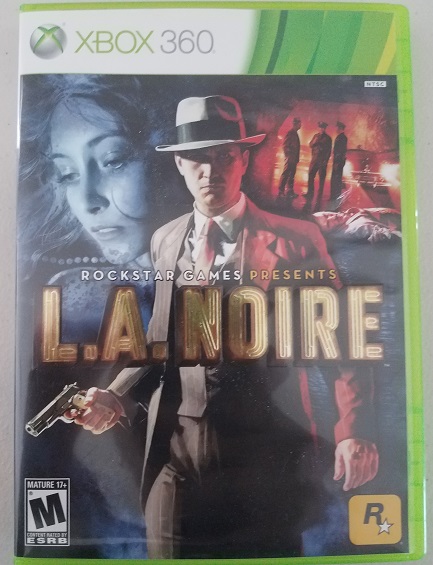 XBOX 360
NTSC
ROCKSTAR GAMES PRESENTS
L.A. NOIRE
MATURE 17+
M
CONTENT RATED BY
ESRB
R